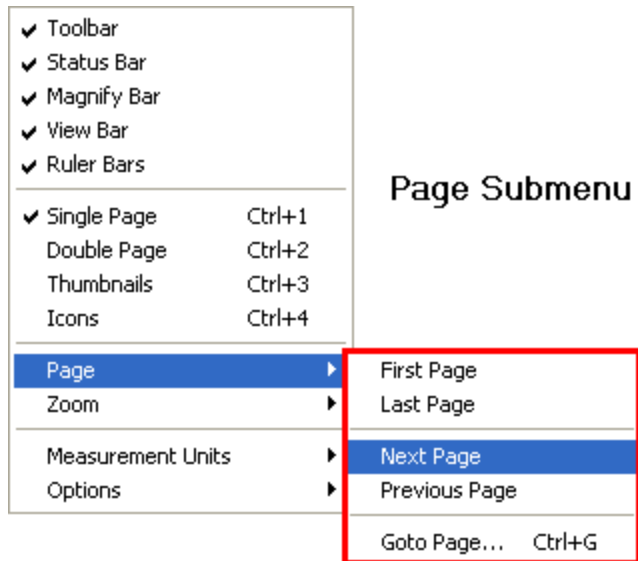 Toolbar
Status Bar
Magnify Bar
View Bar
Ruler Bars
Page Submenu
Single Page Ctrl+1
Double Page Ctrl+2
Thumbnails Ctrl+3
Icons Ctrl+4
Page
Zoom
Measurement Units
Options
First Page
Last Page
Next Page
Previous Page
Goto Page... Ctrl+G